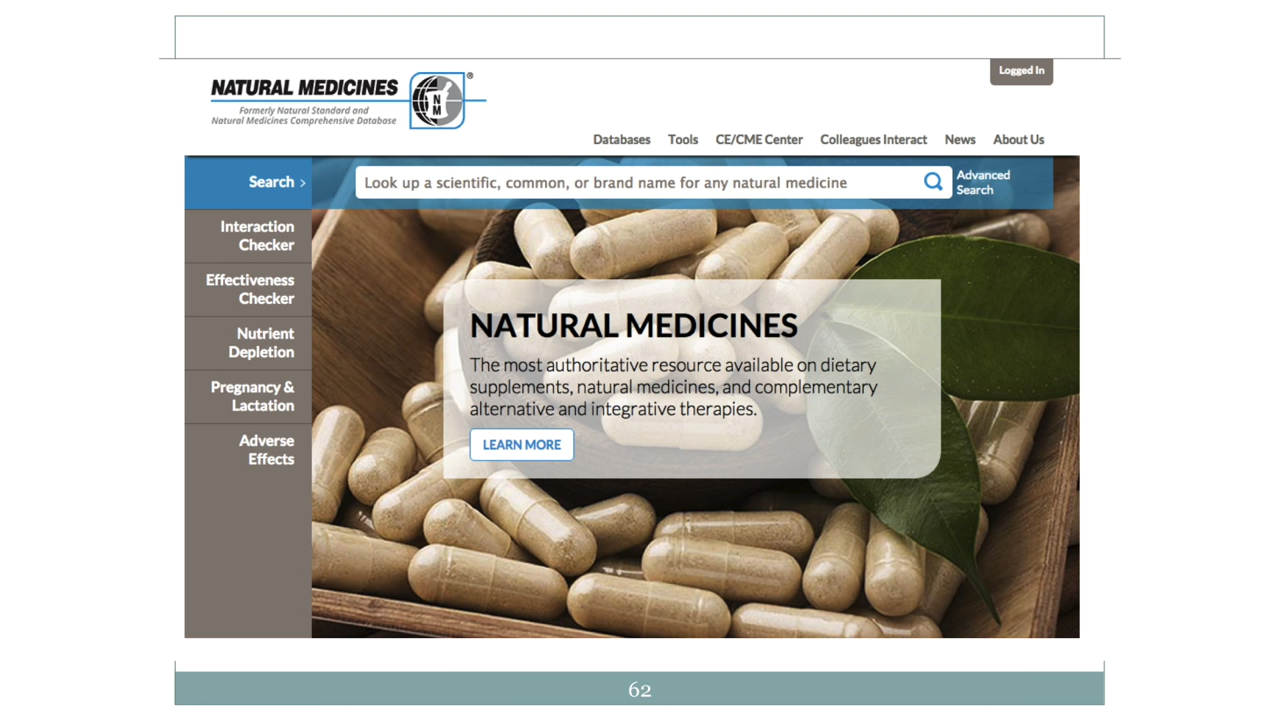 Logged In
NATURAL MEDICINES
Formerly Natural Standard and
Natural Medicines Comprehensive Database
N
M
®
Databases Tools CE/CME Center Colleagues Interact News About Us
Search >
Look up a scientific, common, or brand name for any natural medicine
Advanced
Search
Interaction
Checker
Effectiveness
Checker
Nutrient
Depletion
Pregnancy &
Lactation
Adverse
Effects
NATURAL MEDICINES
The most authoritative resource available on dietary
supplements, natural medicines, and complementary
alternative and integrative therapies.
LEARN MORE
62